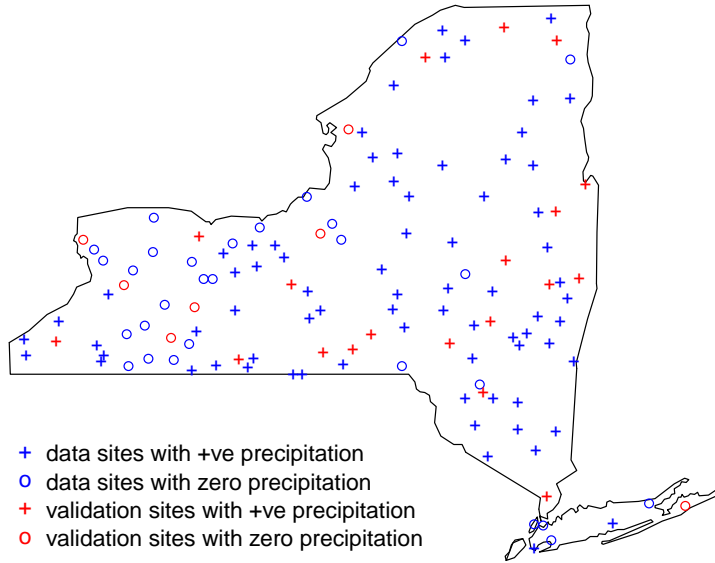 + data sites with +ve precipitation
o data sites with zero precipitation
+ validation sites with +ve precipitation
o validation sites with zero precipitation